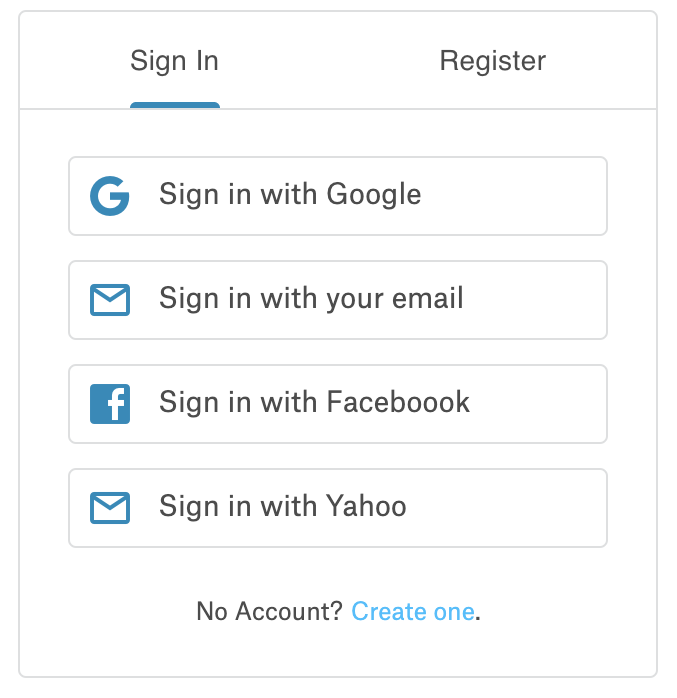 Sign In Register
Sign in with Google
Sign in with your email
Sign in with Faceboook
Sign in with Yahoo
No Account? Create one.